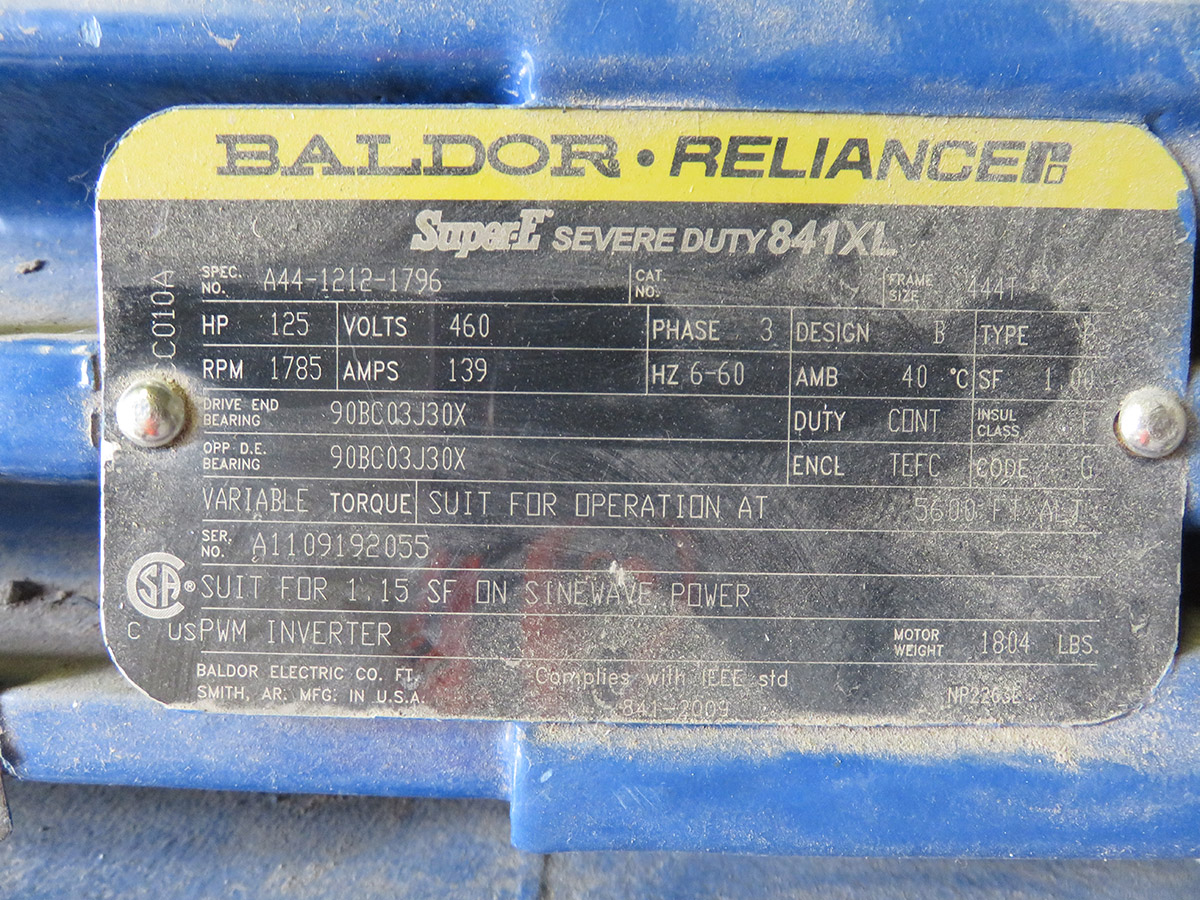 BALDOR • RELIANCE
Super-E SEVERE DUTY 841XL
SPEC. NO. A44-1212-1796 CAT. NO. FRAME SIZE 444T
HP 125 VOLTS 460 PHASE 3 DESIGN B TYPE P
RPM 1785 AMPS 139 HZ 6-60 AMB 40 °C SF 1.00
DRIVE END BEARING 90BC03J30X DUTY CONT INSUL CLASS
OPP D.E. BEARING 90BC03J30X ENCL TEFC CODE G
VARIABLE TORQUE SUIT FOR OPERATION AT 5600 FT ALT
SER. NO. A1109192055
SUIT FOR 1.15 SF ON SINEWAVE POWER
PWM INVERTER MOTOR WEIGHT 1804 LBS.
BALDOR ELECTRIC CO. FT. Complies with IEEE std
SMITH, AR. MFG. IN U.S.A. 841-2009 NP2263L
SA®
C US